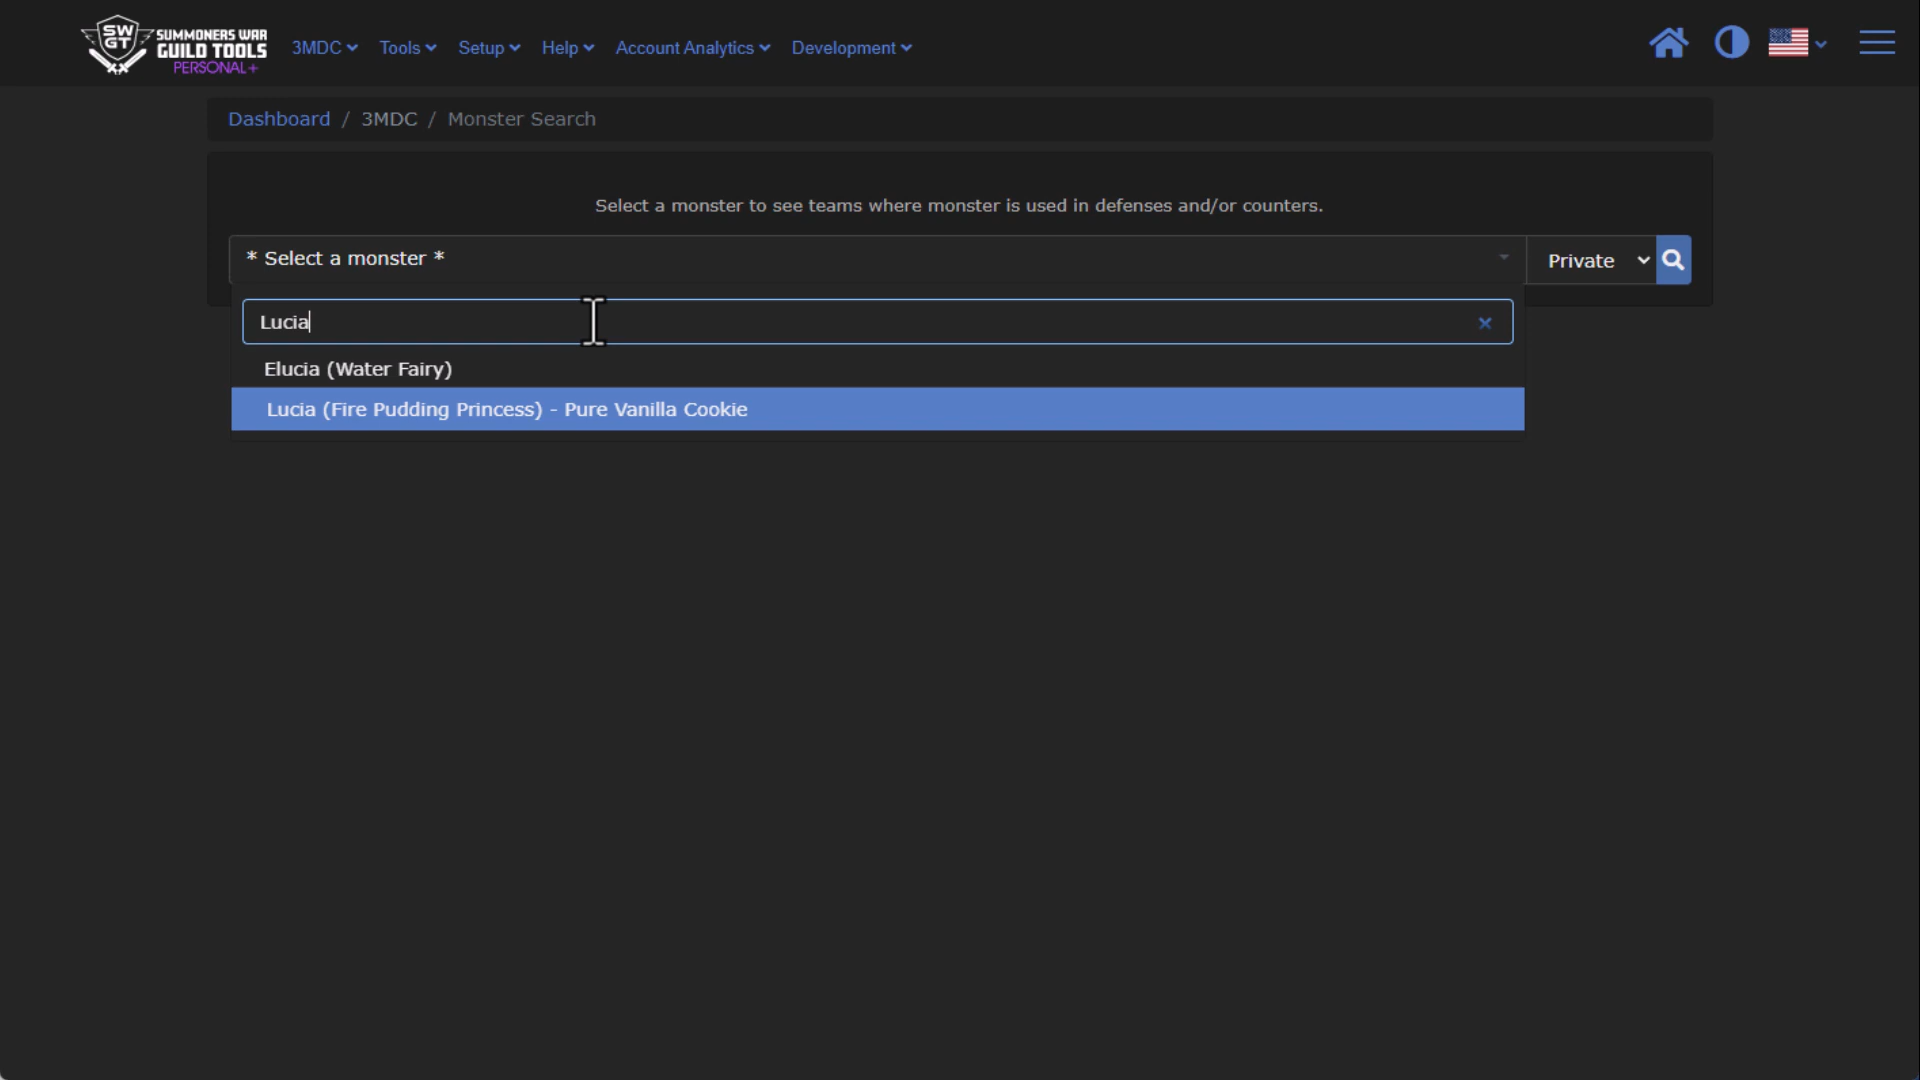 SWGT SUMMONERS WAR GUILD TOOLS PERSONAL+
3MDC Tools Setup Help Account Analytics Development
Dashboard / 3MDC / Monster Search
Select a monster to see teams where monster is used in defenses and/or counters.
* Select a monster * Private
Lucia ×
Elucia (Water Fairy)
Lucia (Fire Pudding Princess) - Pure Vanilla Cookie